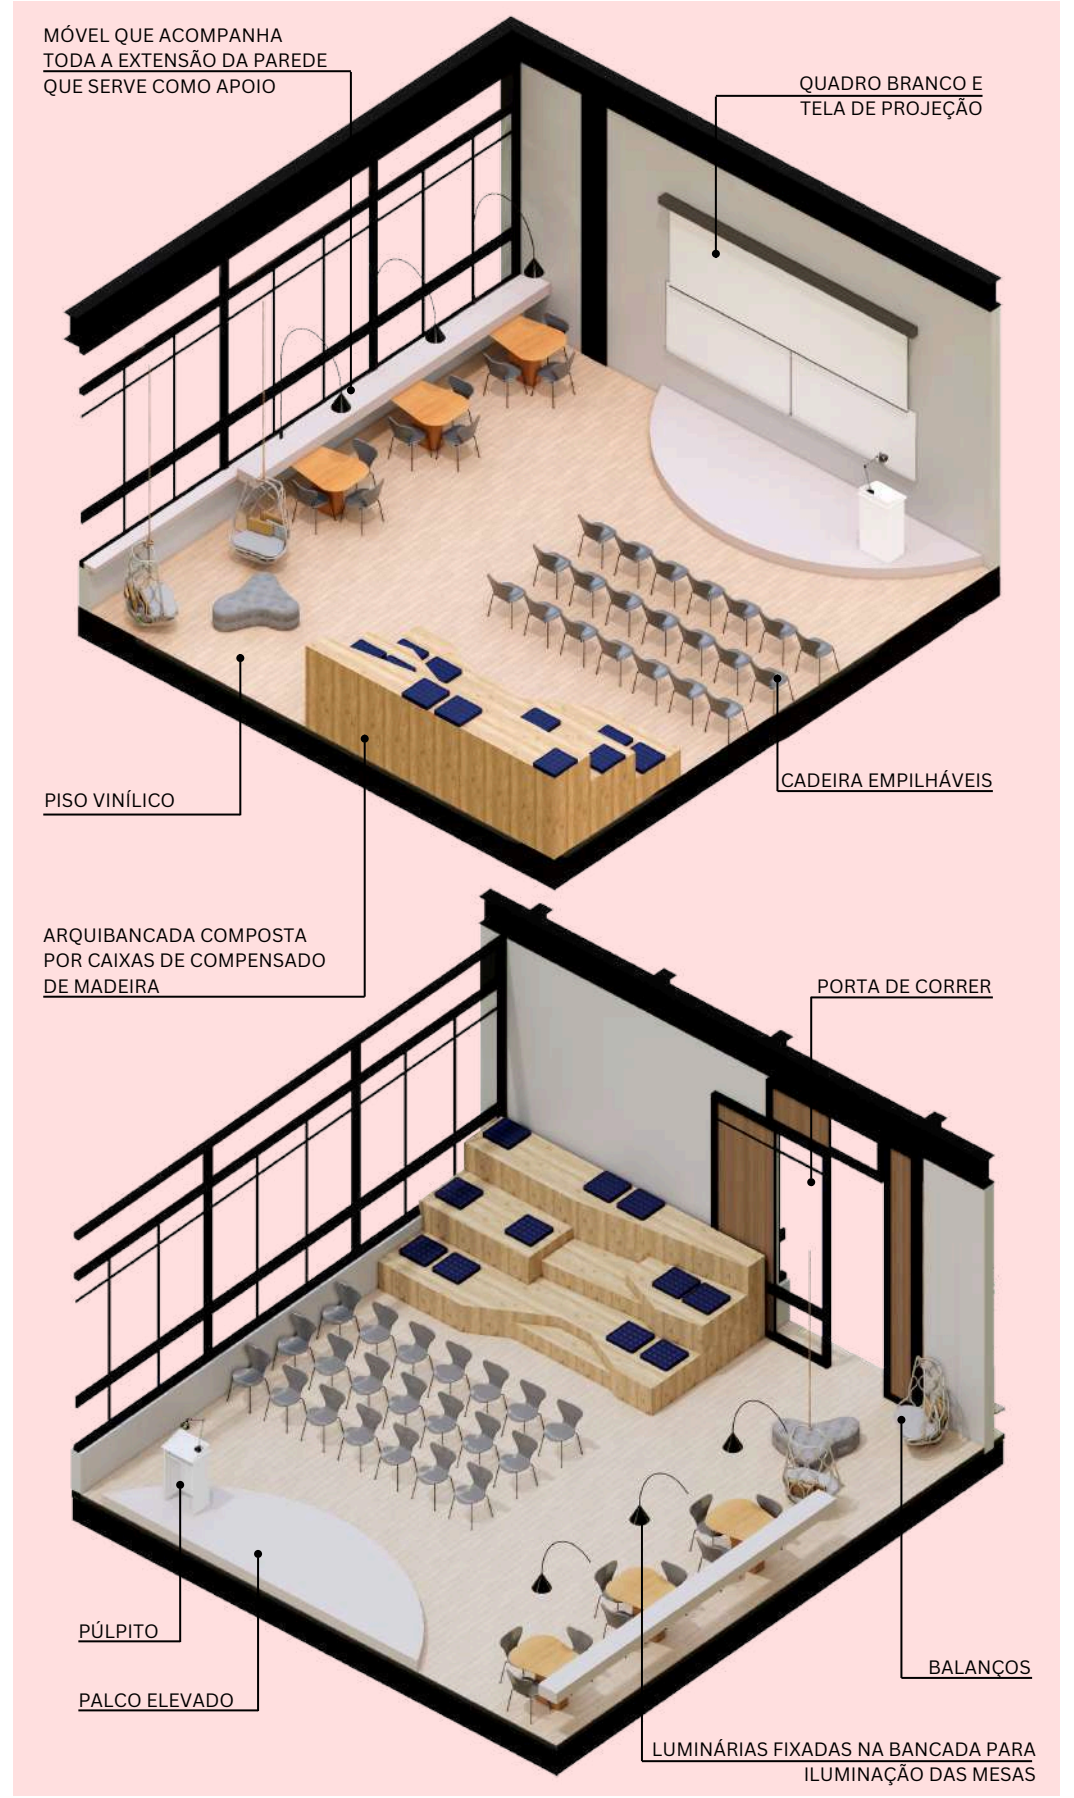 MÓVEL QUE ACOMPANHA
TODA A EXTENSÃO DA PAREDE
QUE SERVE COMO APOIO
QUADRO BRANCO E
TELA DE PROJEÇÃO
PISO VINÍLICO
CADEIRA EMPILHÁVEIS
ARQUIBANCADA COMPOSTA
POR CAIXAS DE COMPENSADO
DE MADEIRA
PORTA DE CORRER
PÚLPITO
PALCO ELEVADO
BALANÇOS
LUMINÁRIAS FIXADAS NA BANCADA PARA
ILUMINAÇÃO DAS MESAS